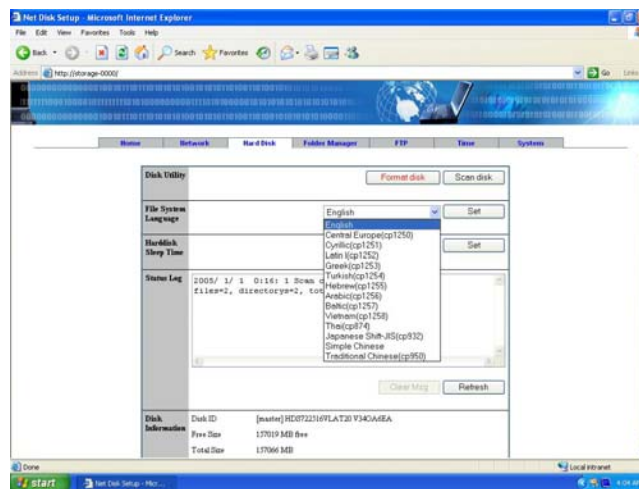 Net Disk Setup - Microsoft Internet Explorer
File Edit View Favorites Tools Help
Back Search Favorites
Address http://storage-0000/ Go Links
Home Network Hard Disk Folder Manager FTP Time System
Disk Utility Format disk Scan disk
File System Language English Set
English
Central Europe(cp1250)
Cyrillic(cp1251)
Latin I(cp1252)
Greek(cp1253)
Turkish(cp1254)
Hebrew(cp1255)
Arabic(cp1256)
Baltic(cp1257)
Vietnam(cp1258)
Thai(cp874)
Japanese Shift-JIS(cp932)
Simple Chinese
Traditional Chinese(cp950)
Harddisk Sleep Time Set
Status Log
2005/ 1/ 1 0:16: 1 Scan
files=2, directorys=2, tot
Clear Msg Refresh
Disk Information
Disk ID [master]
Free Size 157019 MB free
Total Size 157066 MB
Done Local intranet
start Net Disk Setup - Micr... 4:04 AM